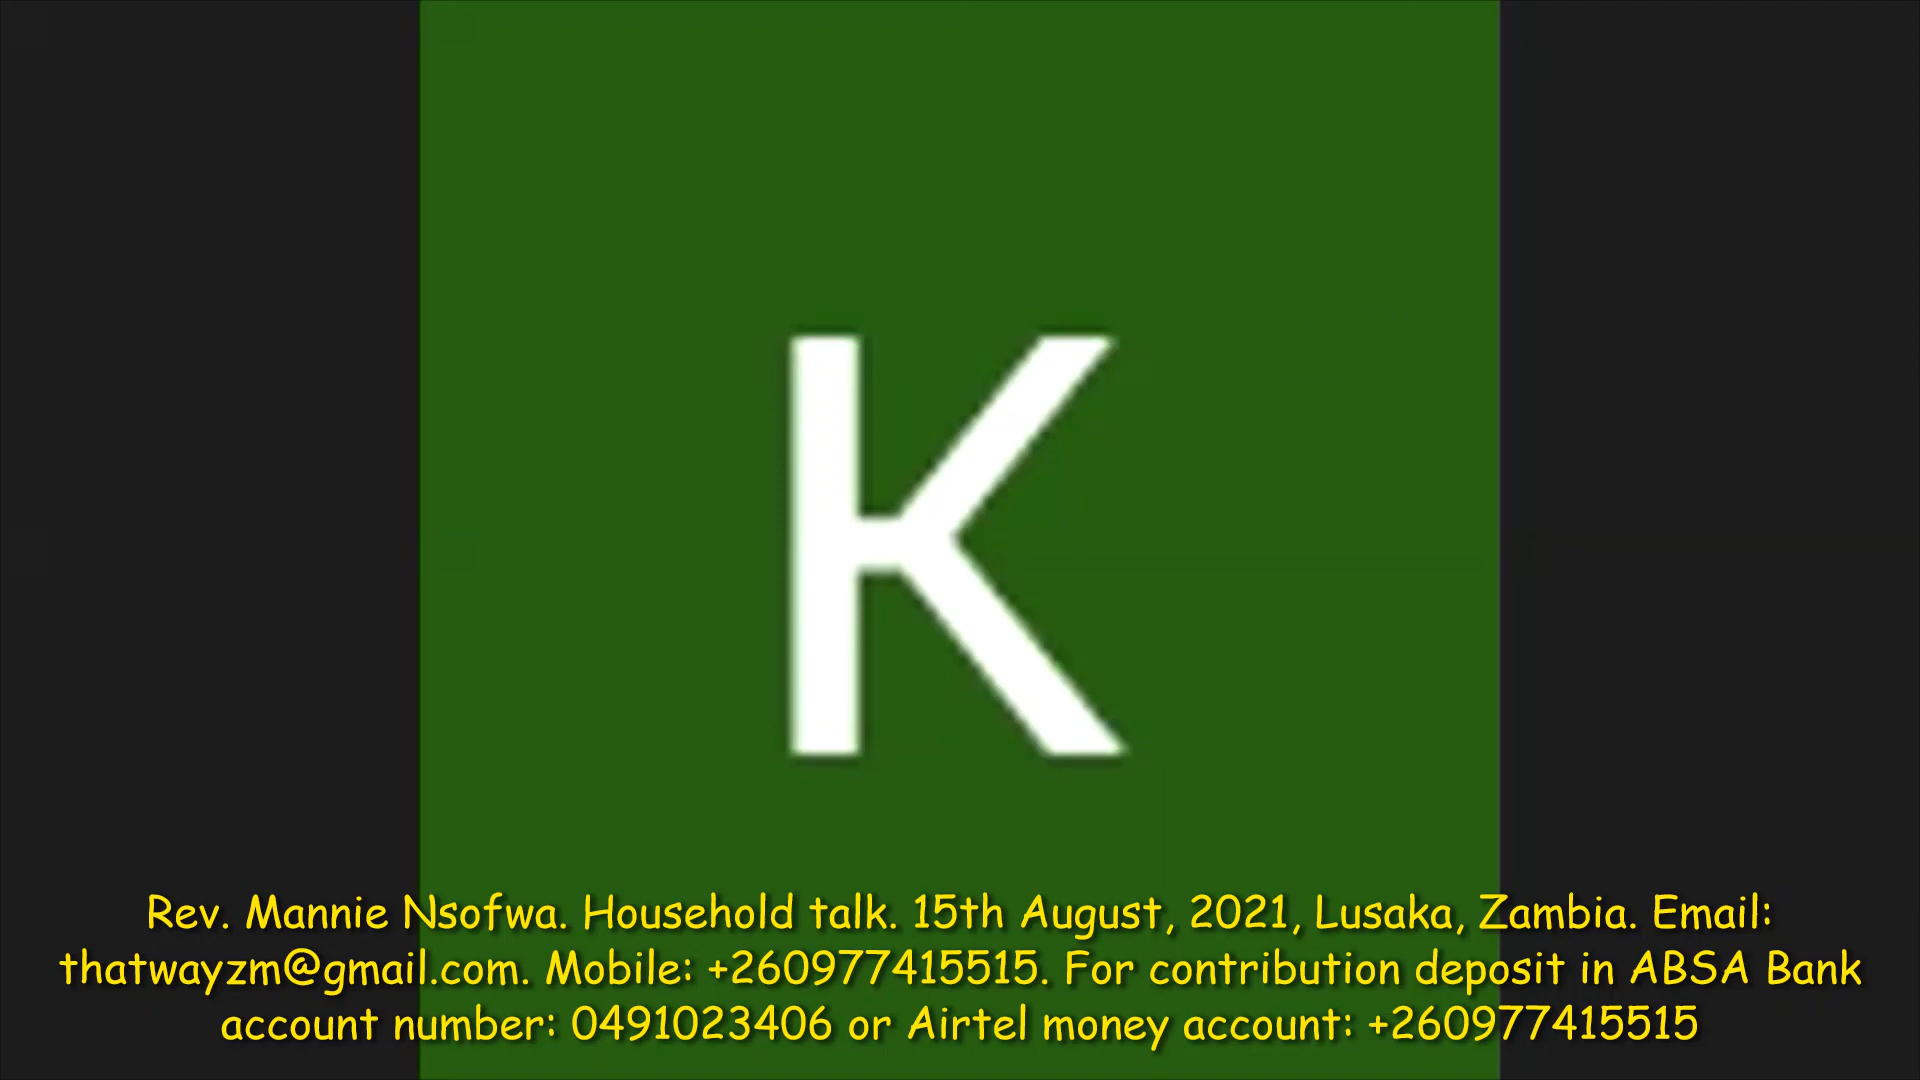 K
Rev. Mannie Nsofwa. Household talk. 15th August, 2021, Lusaka, Zambia. Email:
thatwayzm@gmail.com. Mobile: +260977415515. For contribution deposit in ABSA Bank
account number: 0491023406 or Airtel money account: +260977415515